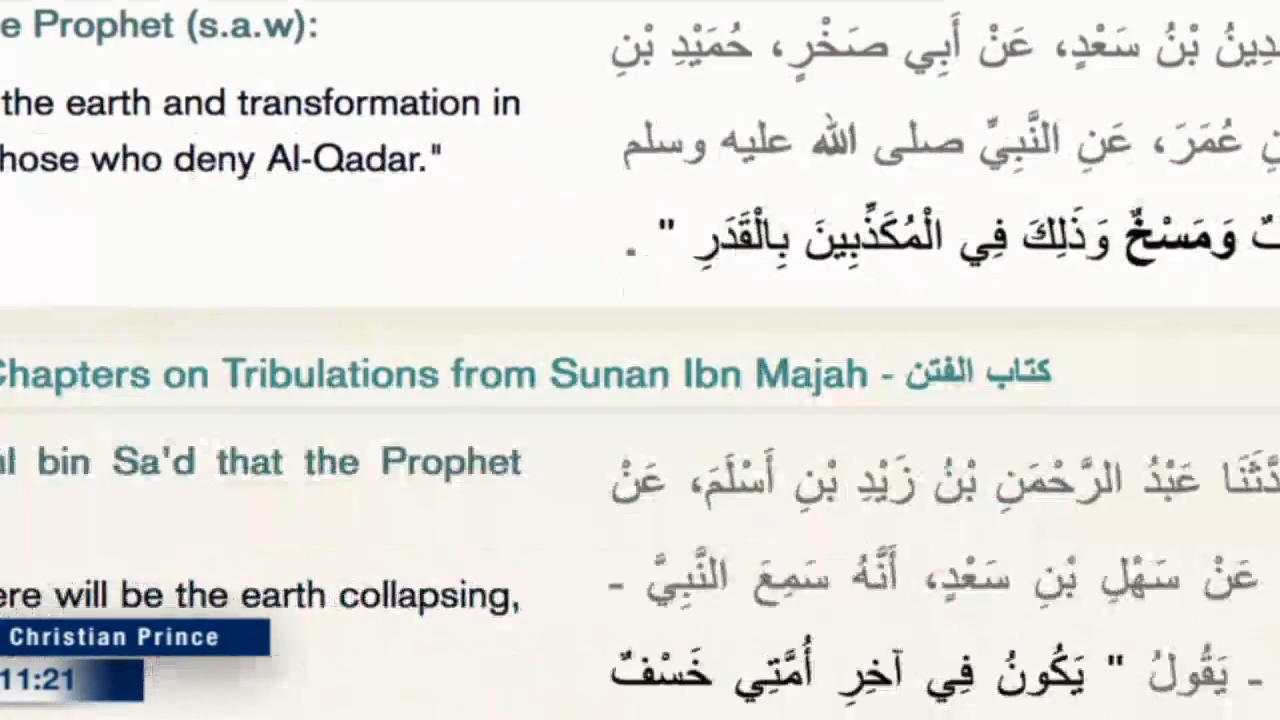 e Prophet (s.a.w):
the earth and transformation in
hose who deny Al-Qadar."
دِينُ بْنُ سَعْدٍ، عَنْ أَبِي صَخْرٍ، حُمَيْدِ بْنِ
نِ عُمَرَ، عَنِ النَّبِيِّ صلى الله عليه وسلم
تٌ وَمَسْخٌ وَذَلِكَ فِي الْمُكَذِّبِينَ بِالْقَدَرِ " .
Chapters on Tribulations from Sunan Ibn Majah - كتاب الفتن
al bin Sa'd that the Prophet
ere will be the earth collapsing,
دَّثَنَا عَبْدُ الرَّحْمَنِ بْنُ زَيْدِ بْنِ أَسْلَمَ، عَنْ
عَنْ سَهْلِ بْنِ سَعْدٍ، أَنَّهُ سَمِعَ النَّبِيَّ ـ
ـ يَقُولُ " يَكُونُ فِي آخِرِ أُمَّتِي خَسْفٌ
Christian Prince
11:21